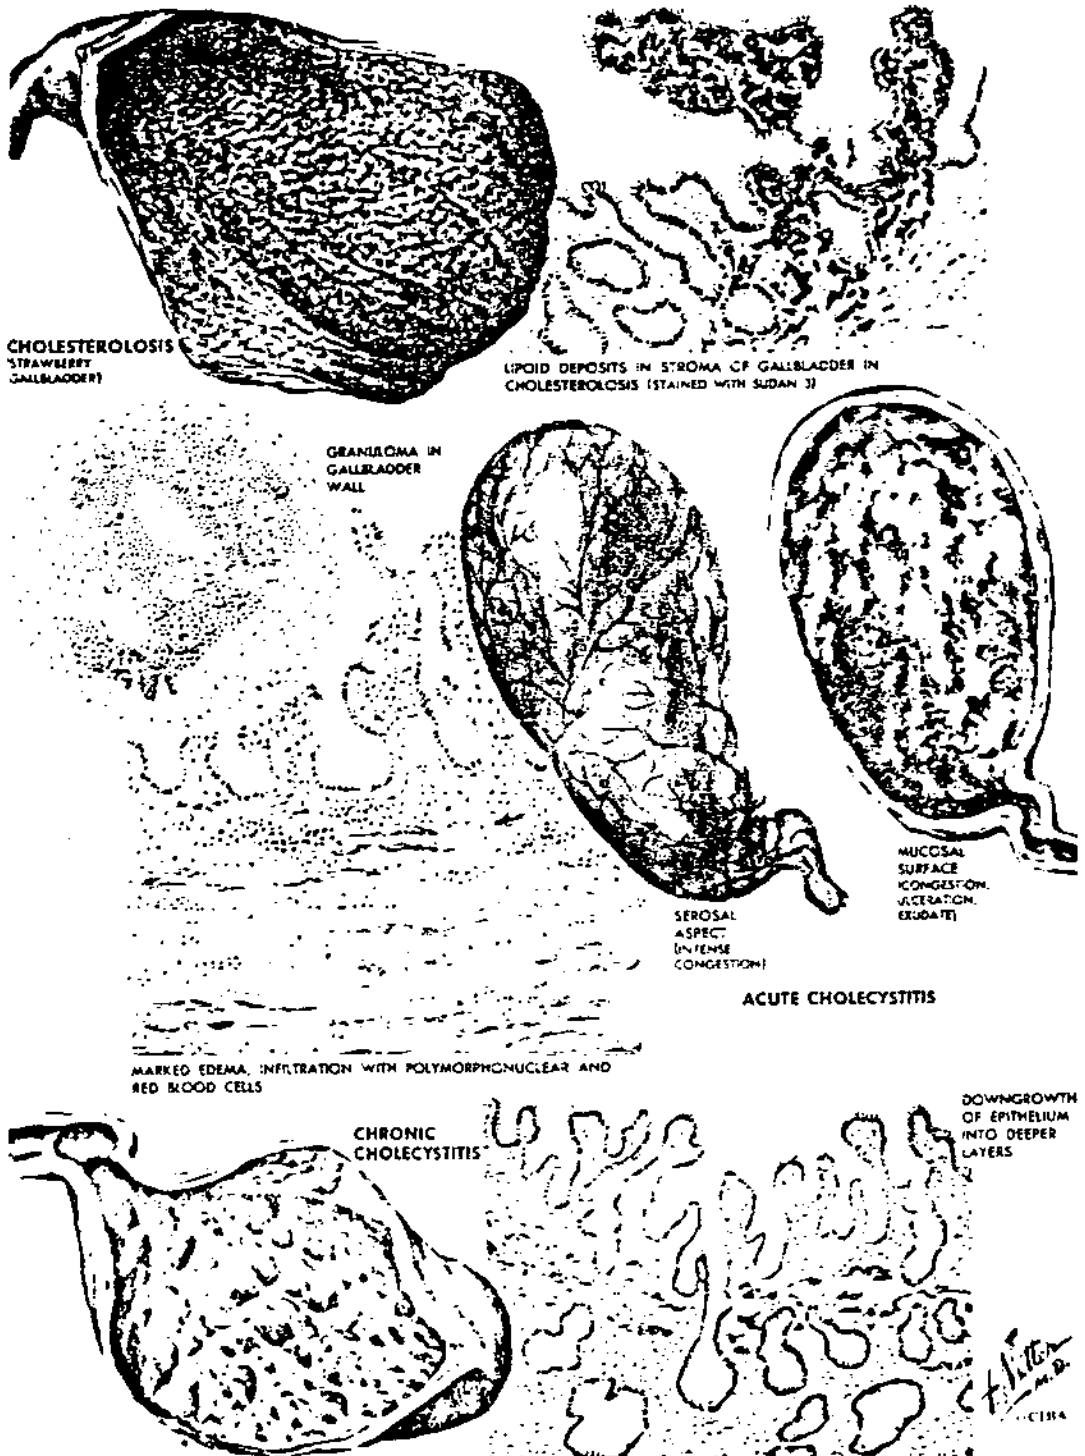 CHOLESTEROLOSIS
(STRAWBERRY
GALLBLADDER)
LIPOID DEPOSITS IN STROMA OF GALLBLADDER IN
CHOLESTEROLOSIS (STAINED WITH SUDAN 3)
GRANULOMA IN
GALLBLADDER
WALL
MUCOSAL
SURFACE
(CONGESTION,
ULCERATION,
EXUDATE)
SEROSAL
ASPECT
(INTENSE
CONGESTION)
ACUTE CHOLECYSTITIS
MARKED EDEMA, INFILTRATION WITH POLYMORPHONUCLEAR AND
RED BLOOD CELLS
CHRONIC
CHOLECYSTITIS
DOWNGROWTH
OF EPITHELIUM
INTO DEEPER
LAYERS
F. Netter
M.D.
CIBA